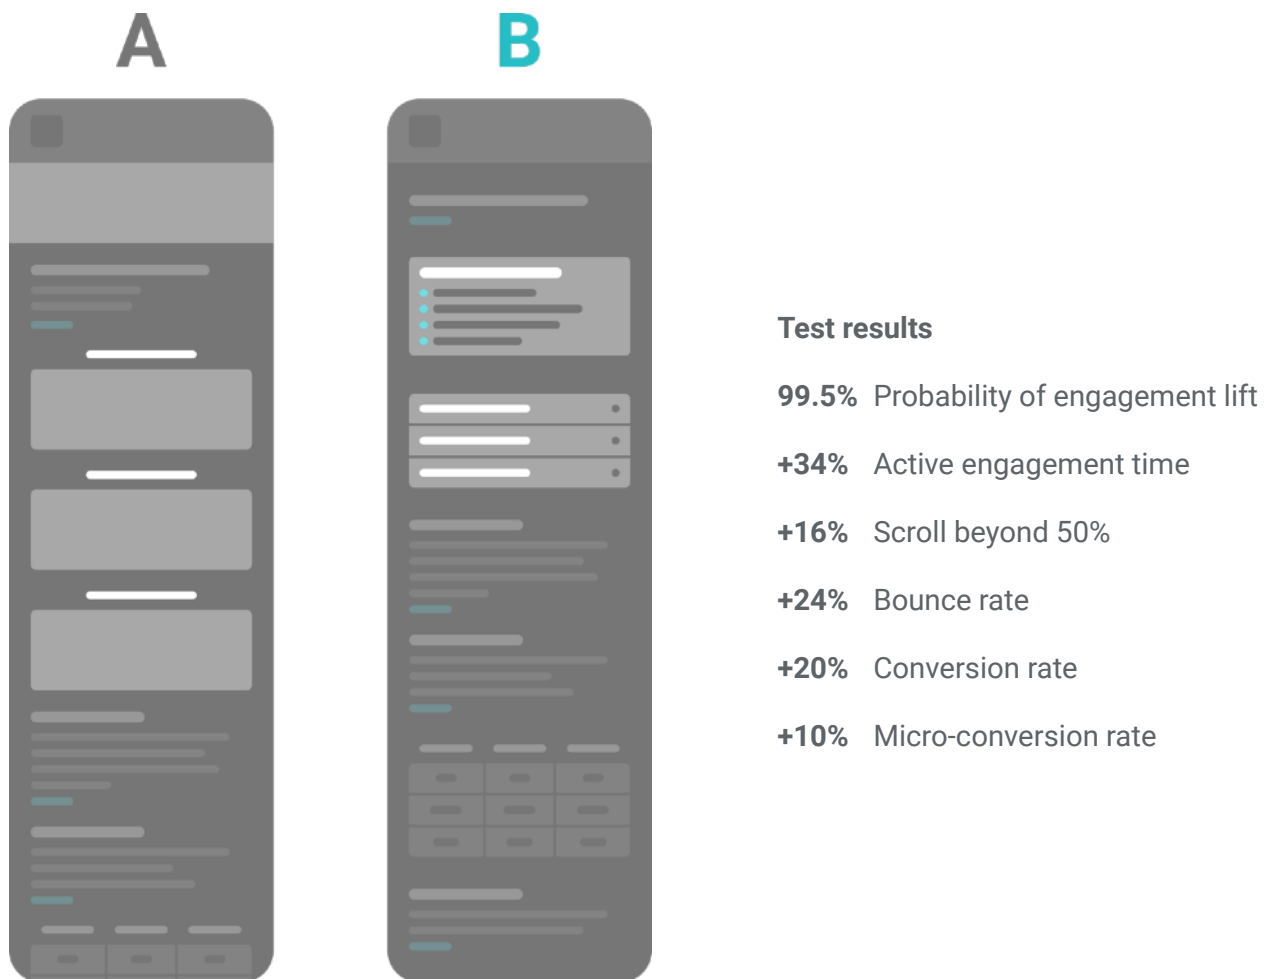 A
B
Test results
99.5% Probability of engagement lift
+34% Active engagement time
+16% Scroll beyond 50%
+24% Bounce rate
+20% Conversion rate
+10% Micro-conversion rate